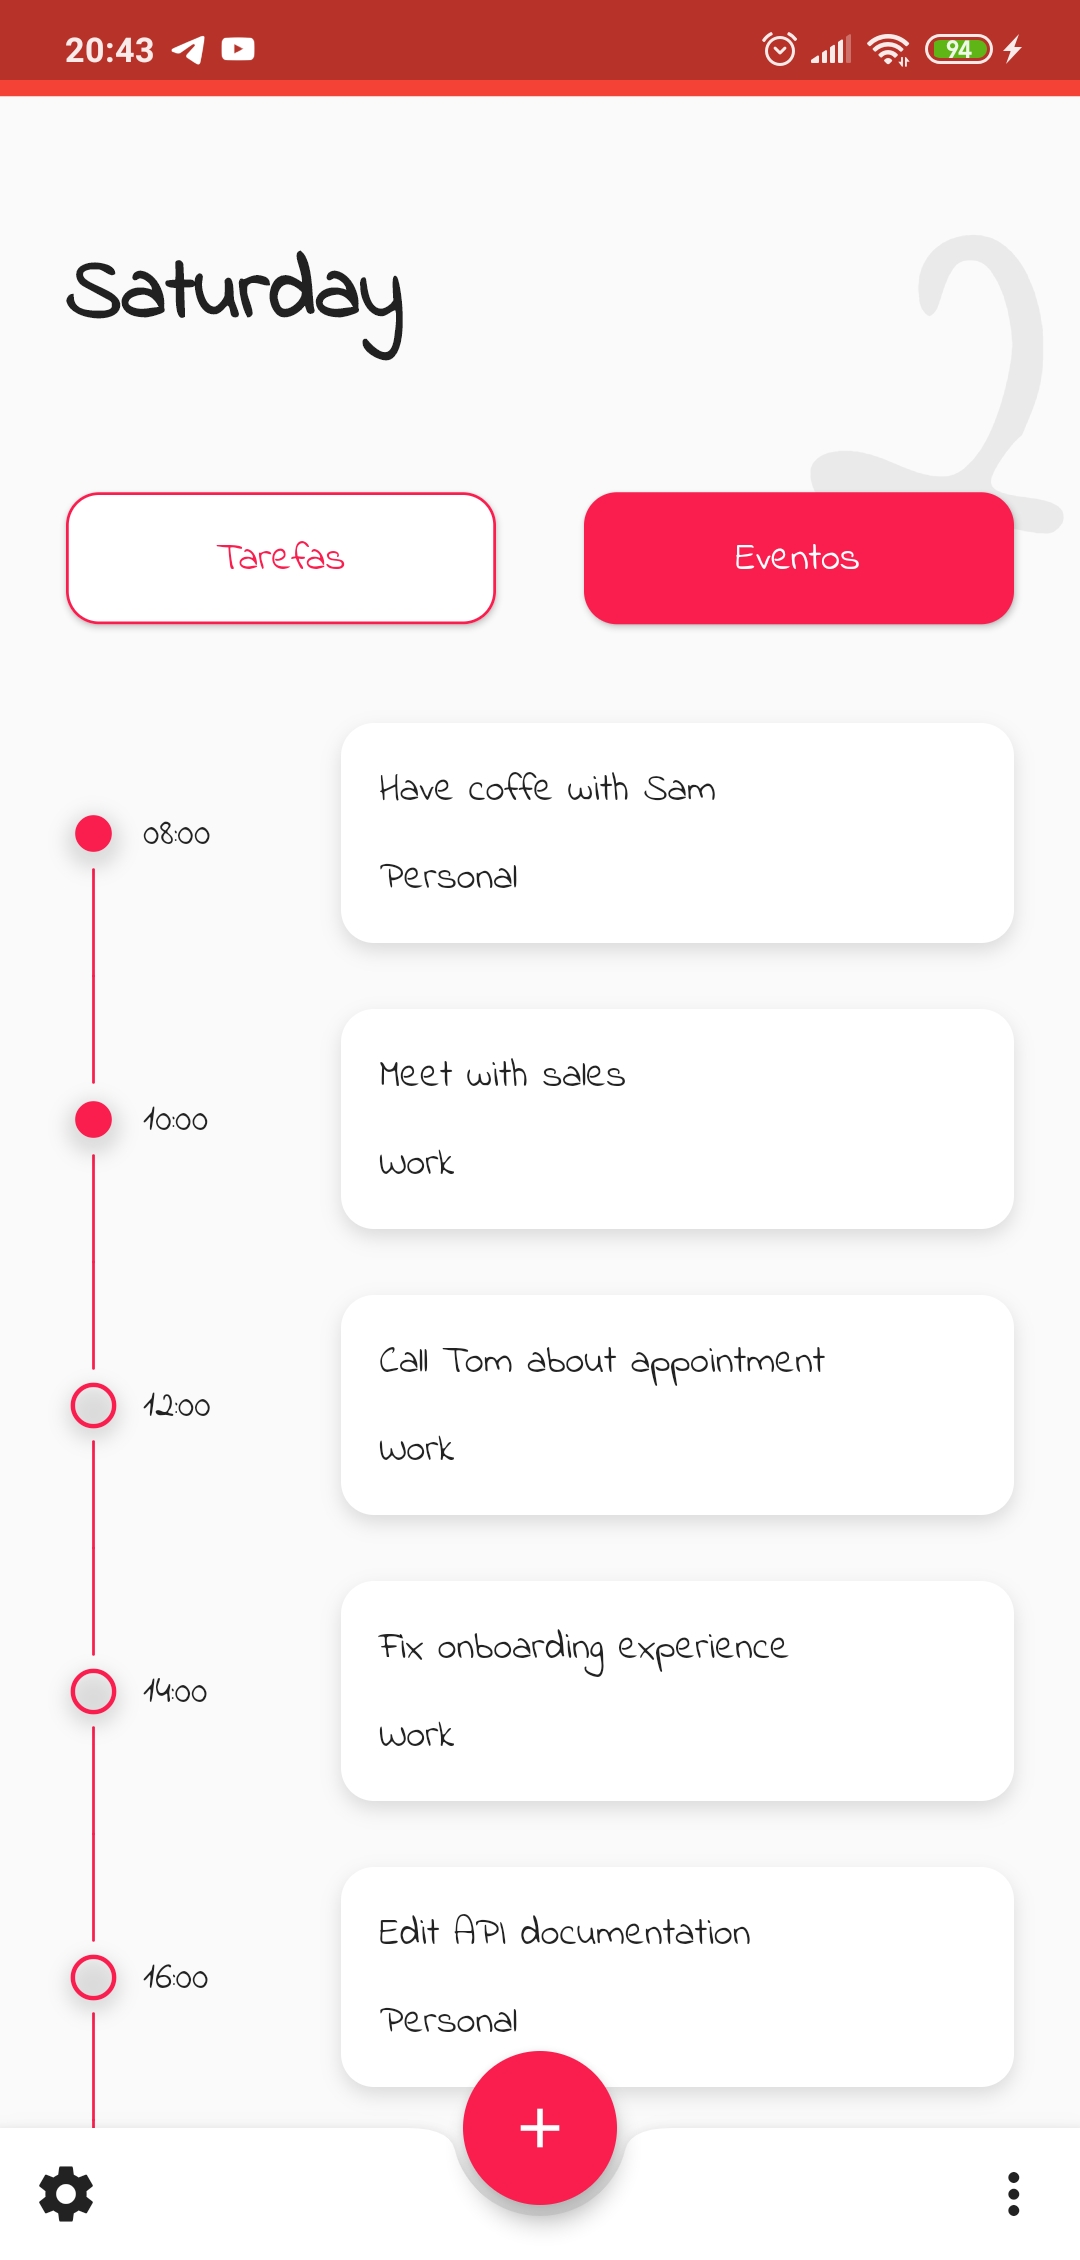 20:43
94
Saturday
2
Tarefas
Eventos
Have coffe with Sam
08:00
Personal
Meet with sales
10:00
Work
Call Tom about appointment
12:00
Work
Fix onboarding experience
14:00
Work
Edit API documentation
16:00
Personal